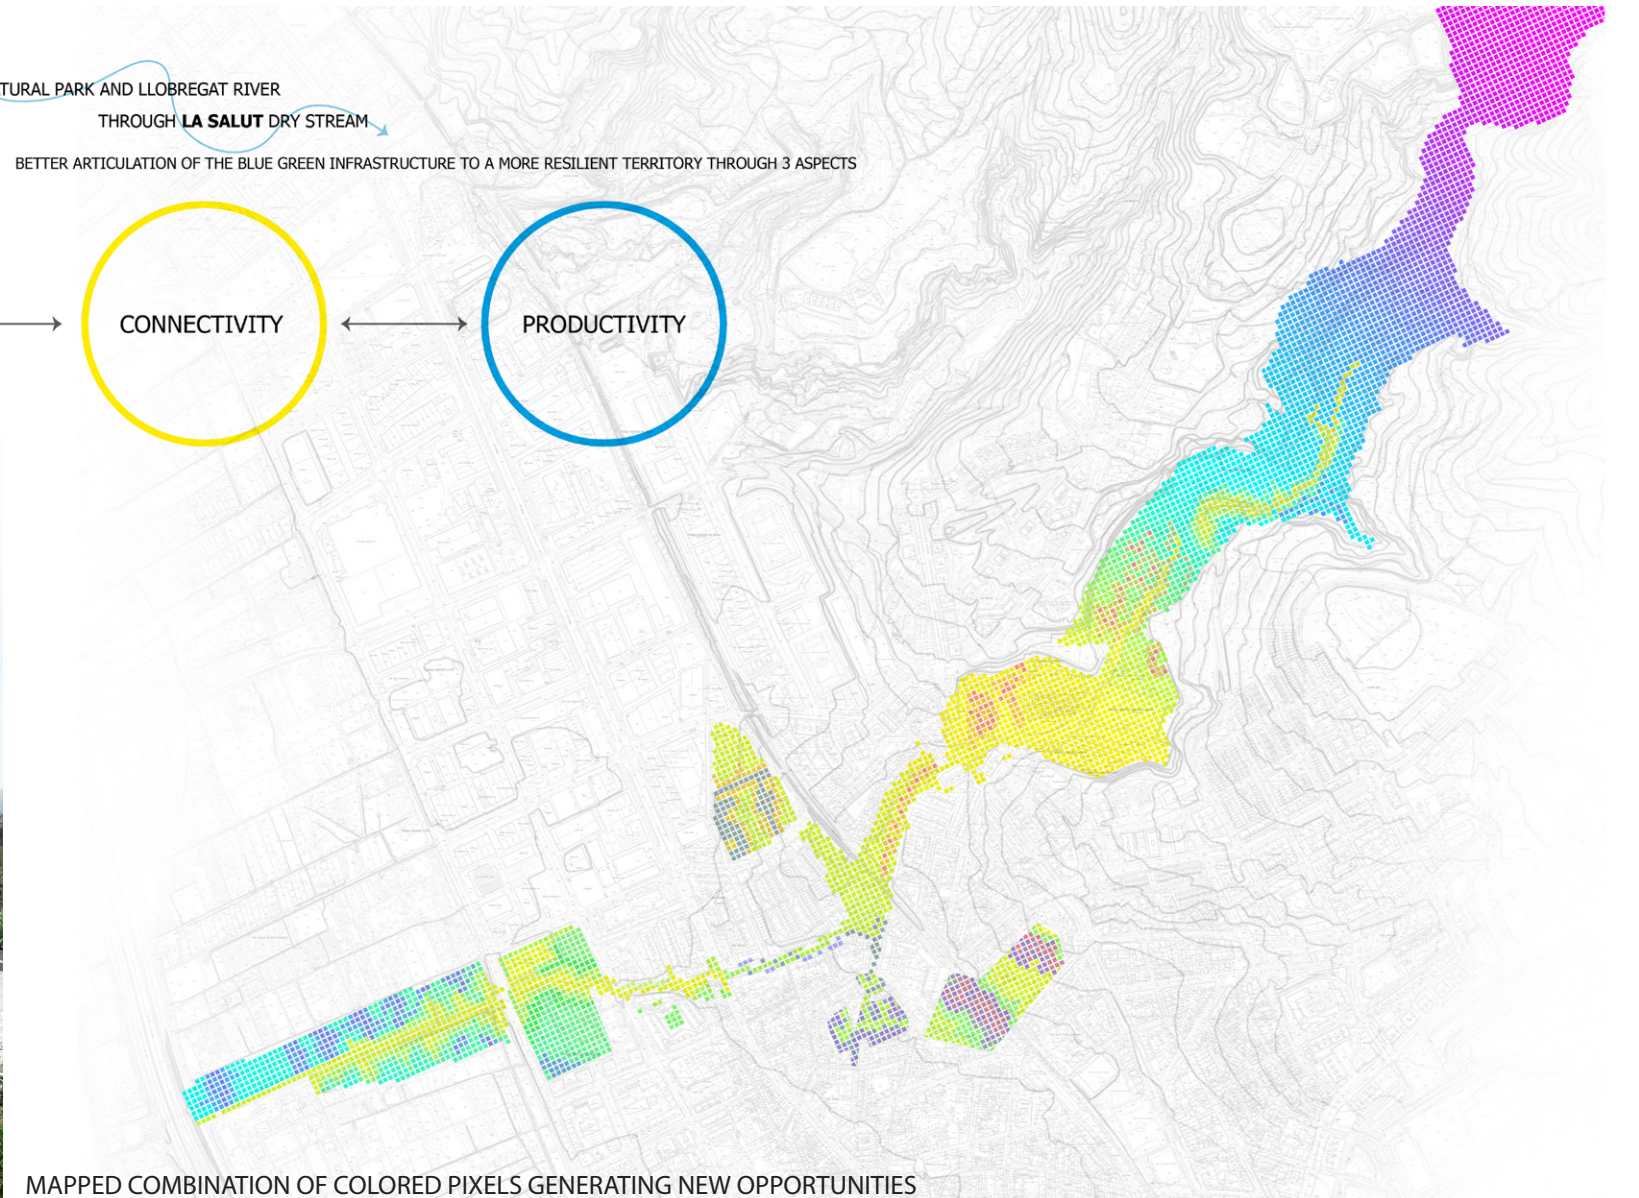 TURAL PARK AND LLOBREGAT RIVER
THROUGH LA SALUT DRY STREAM
BETTER ARTICULATION OF THE BLUE GREEN INFRASTRUCTURE TO A MORE RESILIENT TERRITORY THROUGH 3 ASPECTS
CONNECTIVITY
PRODUCTIVITY
MAPPED COMBINATION OF COLORED PIXELS GENERATING NEW OPPORTUNITIES